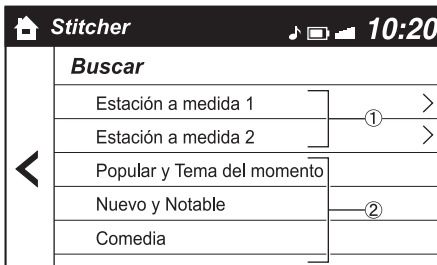 Stitcher 10:20
Buscar
Estación a medida 1
①
Estación a medida 2
Popular y Tema del momento
Nuevo y Notable
②
Comedia